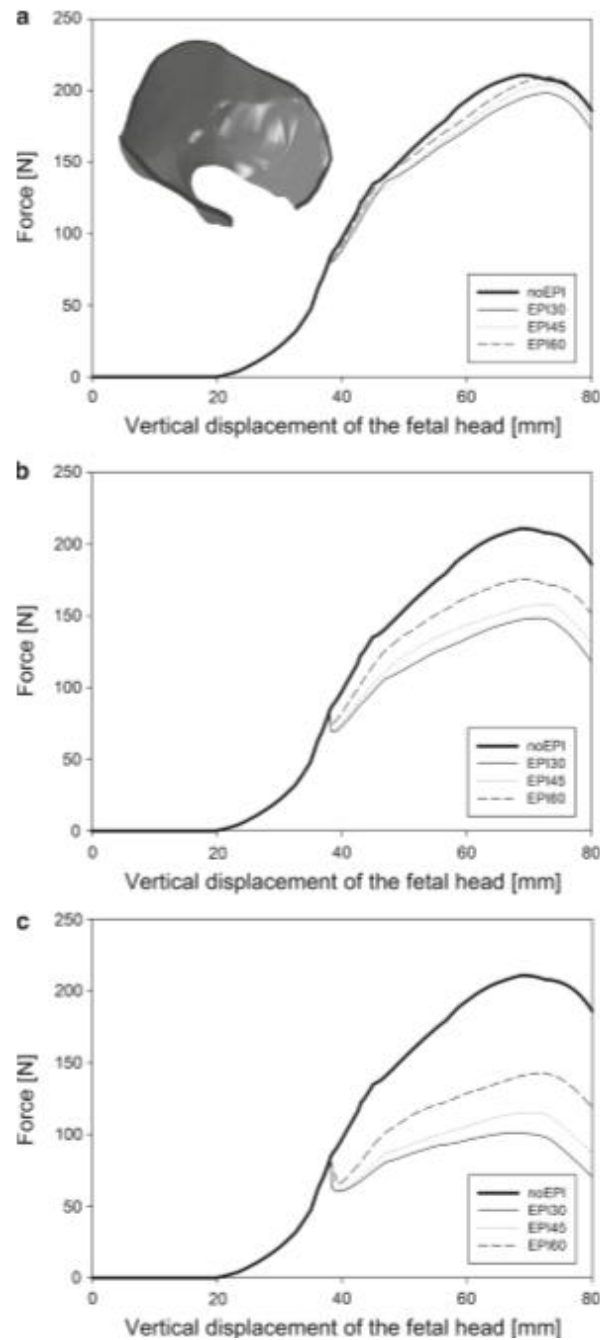 a
250
200
150
100
50
0
Force [N]
noEPI
EPI30
EPI45
EPI60
0 20 40 60 80
Vertical displacement of the fetal head [mm]
b
250
200
150
100
50
0
Force [N]
noEPI
EPI30
EPI45
EPI60
0 20 40 60 80
Vertical displacement of the fetal head [mm]
c
250
200
150
100
50
0
Force [N]
noEPI
EPI30
EPI45
EPI60
0 20 40 60 80
Vertical displacement of the fetal head [mm]